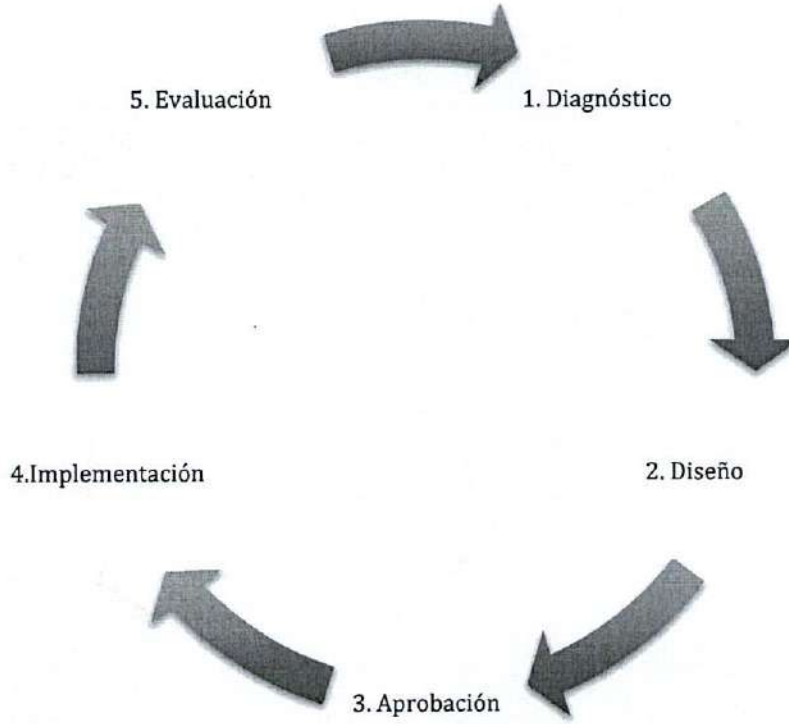 1. Diagnóstico
2. Diseño
3. Aprobación
4.Implementación
5. Evaluación